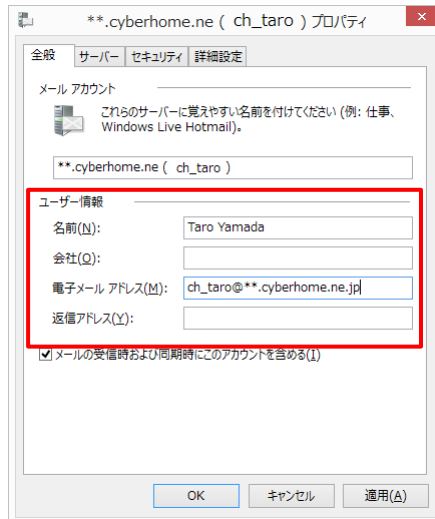 **.cyberhome.ne ( ch_taro ) プロパティ
全般 サーバー セキュリティ 詳細設定
メール アカウント
これらのサーバーに覚えやすい名前を付けてください (例: 仕事、
Windows Live Hotmail)。
**.cyberhome.ne ( ch_taro )
ユーザー情報
名前(N): Taro Yamada
会社(O):
電子メール アドレス(M): ch_taro@**.cyberhome.ne.jp
返信アドレス(Y):
メールの受信時および同期時にこのアカウントを含める(I)
OK キャンセル 適用(A)